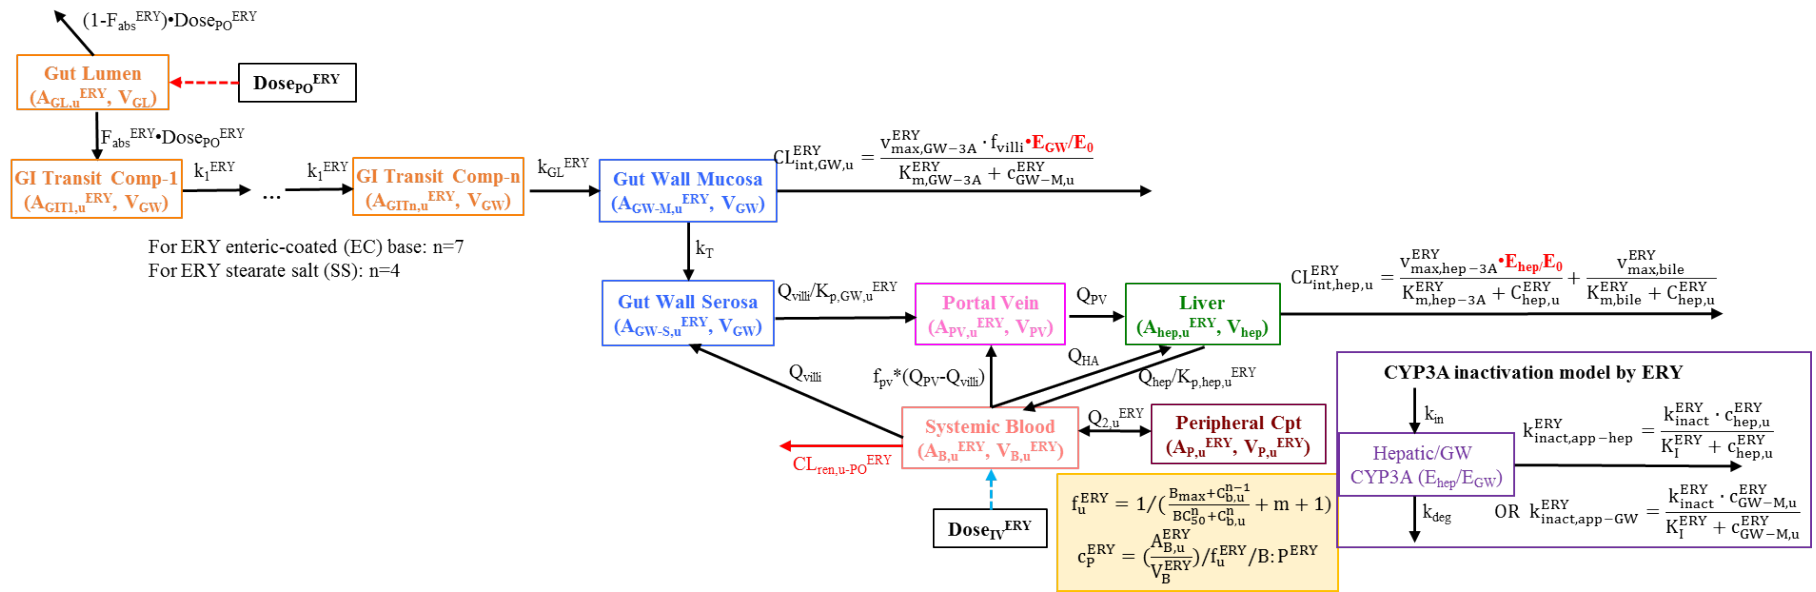 (1-F_abs^ERY)•Dose_PO^ERY
Gut Lumen
(A_GL,u^ERY, V_GL)
Dose_PO^ERY
F_abs^ERY•Dose_PO^ERY
GI Transit Comp-1
(A_GIT1,u^ERY, V_GW)
k_1^ERY
...
k_1^ERY
GI Transit Comp-n
(A_GITn,u^ERY, V_GW)
k_GL^ERY
Gut Wall Mucosa
(A_GW-M,u^ERY, V_GW)
CL_int,GW,u^ERY = (v_max,GW-3A^ERY · f_villi•E_GW/E_0) / (K_m,GW-3A^ERY + c_GW-M,u^ERY)
For ERY enteric-coated (EC) base: n=7
For ERY stearate salt (SS): n=4
k_T
Gut Wall Serosa
(A_GW-S,u^ERY, V_GW)
Q_villi/K_p,GW,u^ERY
Portal Vein
(A_PV,u^ERY, V_PV)
Q_PV
Liver
(A_hep,u^ERY, V_hep)
CL_int,hep,u^ERY = (v_max,hep-3A^ERY•E_hep/E_0) / (K_m,hep-3A^ERY + C_hep,u^ERY) + v_max,bile^ERY / (K_m,bile^ERY + C_hep,u^ERY)
Q_villi
f_pv*(Q_PV-Q_villi)
Q_HA
Q_hep/K_p,hep,u^ERY
Systemic Blood
(A_B,u^ERY, V_B,u^ERY)
Q_2,u^ERY
Peripheral Cpt
(A_P,u^ERY, V_P,u^ERY)
CL_ren,u-PO^ERY
Dose_IV^ERY
f_u^ERY = 1/((B_max+C_b,u^n-1)/(BC_50^n+C_b,u^n) + m + 1)
c_P^ERY = (A_B,u^ERY/V_B^ERY)/f_u^ERY/B:P^ERY
CYP3A inactivation model by ERY
k_in
Hepatic/GW
CYP3A (E_hep/E_GW)
k_deg
k_inact,app-hep^ERY = (k_inact^ERY · c_hep,u^ERY) / (K_I^ERY + c_hep,u^ERY)
OR k_inact,app-GW^ERY = (k_inact^ERY · c_GW-M,u^ERY) / (K_I^ERY + c_GW-M,u^ERY)